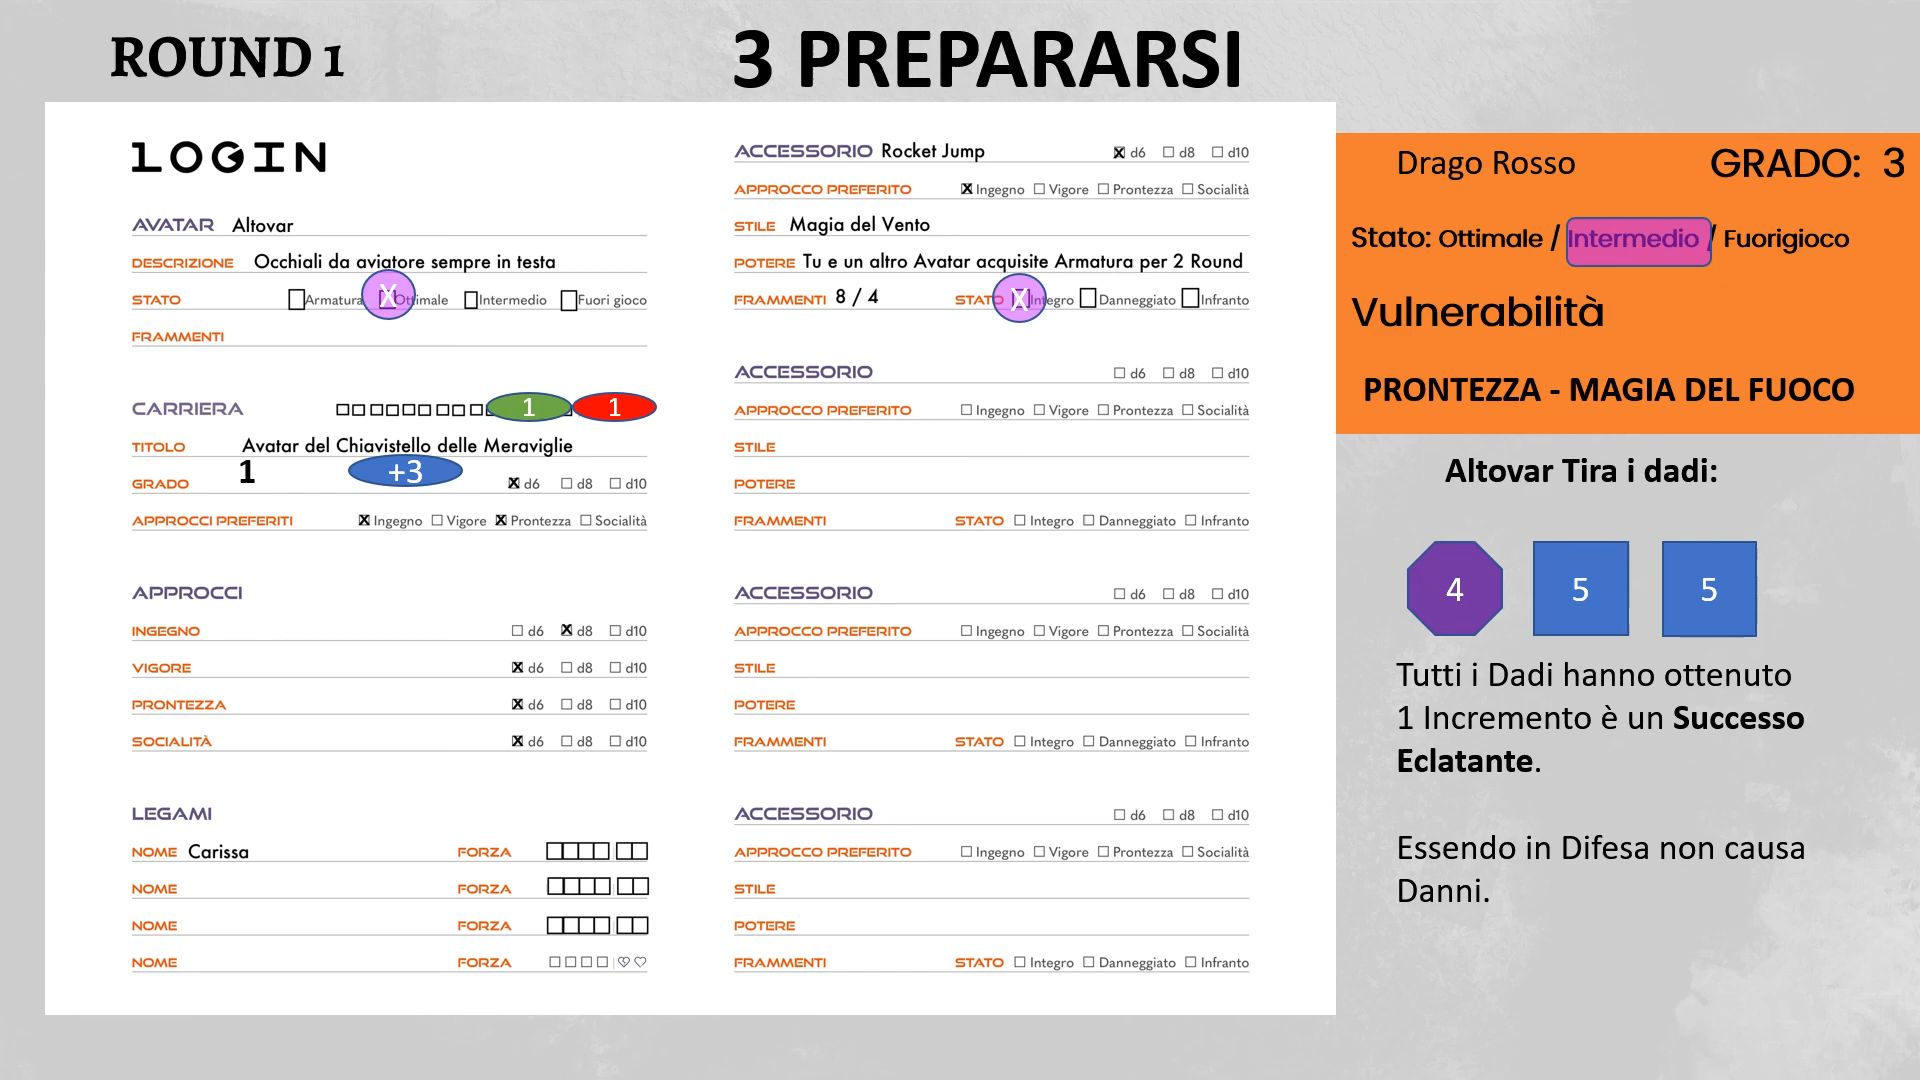 ROUND 1
3 PREPARARSI
LOGIN
AVATAR Altovar
DESCRIZIONE Occhiali da aviatore sempre in testa
STATO Armatura X Ottimale Intermedio Fuori gioco
FRAMMENTI
CARRIERA 1 1
TITOLO Avatar del Chiavistello delle Meraviglie
GRADO 1 +3 X d6 d8 d10
APPROCCI PREFERITI X Ingegno Vigore X Prontezza Socialità
APPROCCI
INGEGNO d6 X d8 d10
VIGORE X d6 d8 d10
PRONTEZZA X d6 d8 d10
SOCIALITÀ X d6 d8 d10
LEGAMI
NOME Carissa FORZA
NOME FORZA
NOME FORZA
NOME FORZA
ACCESSORIO Rocket Jump X d6 d8 d10
APPROCCO PREFERITO X Ingegno Vigore Prontezza Socialità
STILE Magia del Vento
POTERE Tu e un altro Avatar acquisite Armatura per 2 Round
FRAMMENTI 8 / 4 STATO X Integro Danneggiato Infranto
ACCESSORIO d6 d8 d10
APPROCCO PREFERITO Ingegno Vigore Prontezza Socialità
STILE
POTERE
FRAMMENTI STATO Integro Danneggiato Infranto
ACCESSORIO d6 d8 d10
APPROCCO PREFERITO Ingegno Vigore Prontezza Socialità
STILE
POTERE
FRAMMENTI STATO Integro Danneggiato Infranto
ACCESSORIO d6 d8 d10
APPROCCO PREFERITO Ingegno Vigore Prontezza Socialità
STILE
POTERE
FRAMMENTI STATO Integro Danneggiato Infranto
Drago Rosso GRADO: 3
Stato: Ottimale / Intermedio / Fuorigioco
Vulnerabilità
PRONTEZZA - MAGIA DEL FUOCO
Altovar Tira i dadi:
4 5 5
Tutti i Dadi hanno ottenuto
1 Incremento è un Successo
Eclatante.
Essendo in Difesa non causa
Danni.